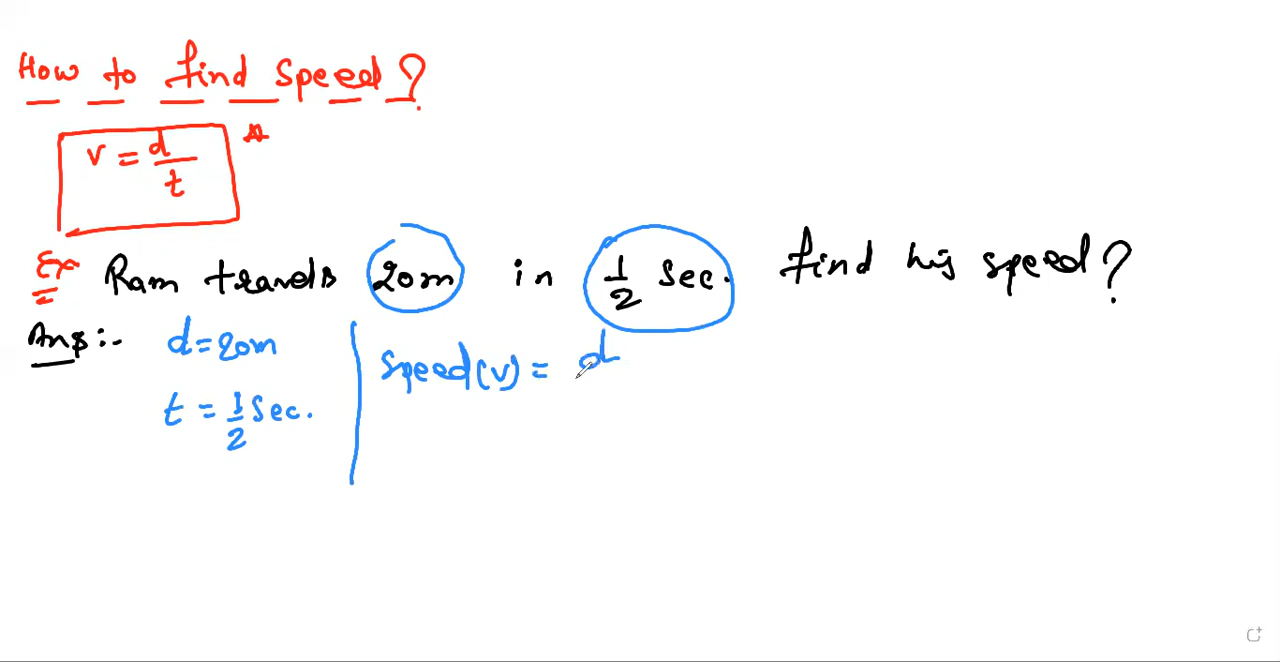 How to find speed?
v = d/t
Ex Ram travels 20m in 1/2 Sec. find his speed?
Ans:-
d=20m
t = 1/2 Sec.
Speed(v) = d